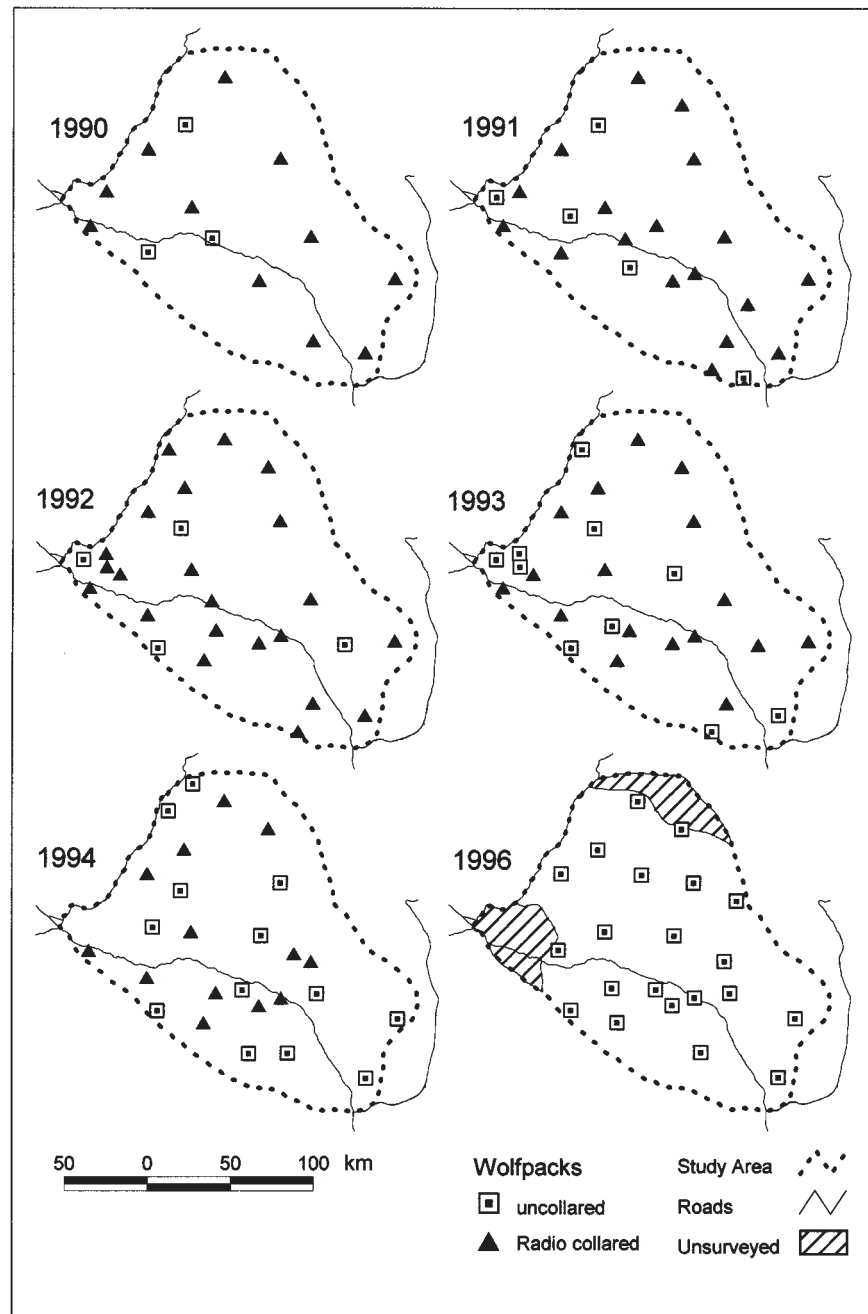 1990
1991
1992
1993
1994
1996
50 0 50 100 km
Wolfpacks
uncollared
Radio collared
Study Area
Roads
Unsurveyed